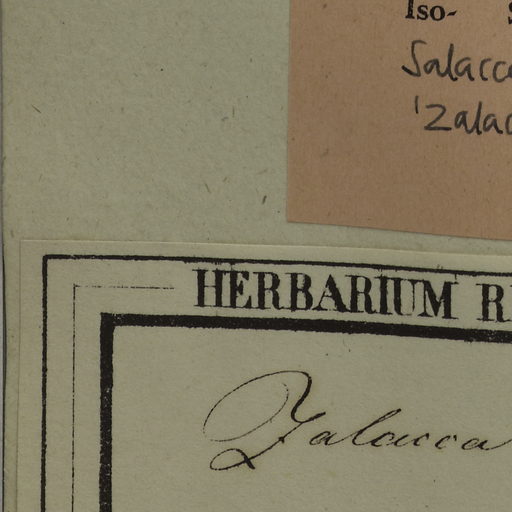 Iso-
Salacc
'Zalac
HERBARIUM R
Zalacca